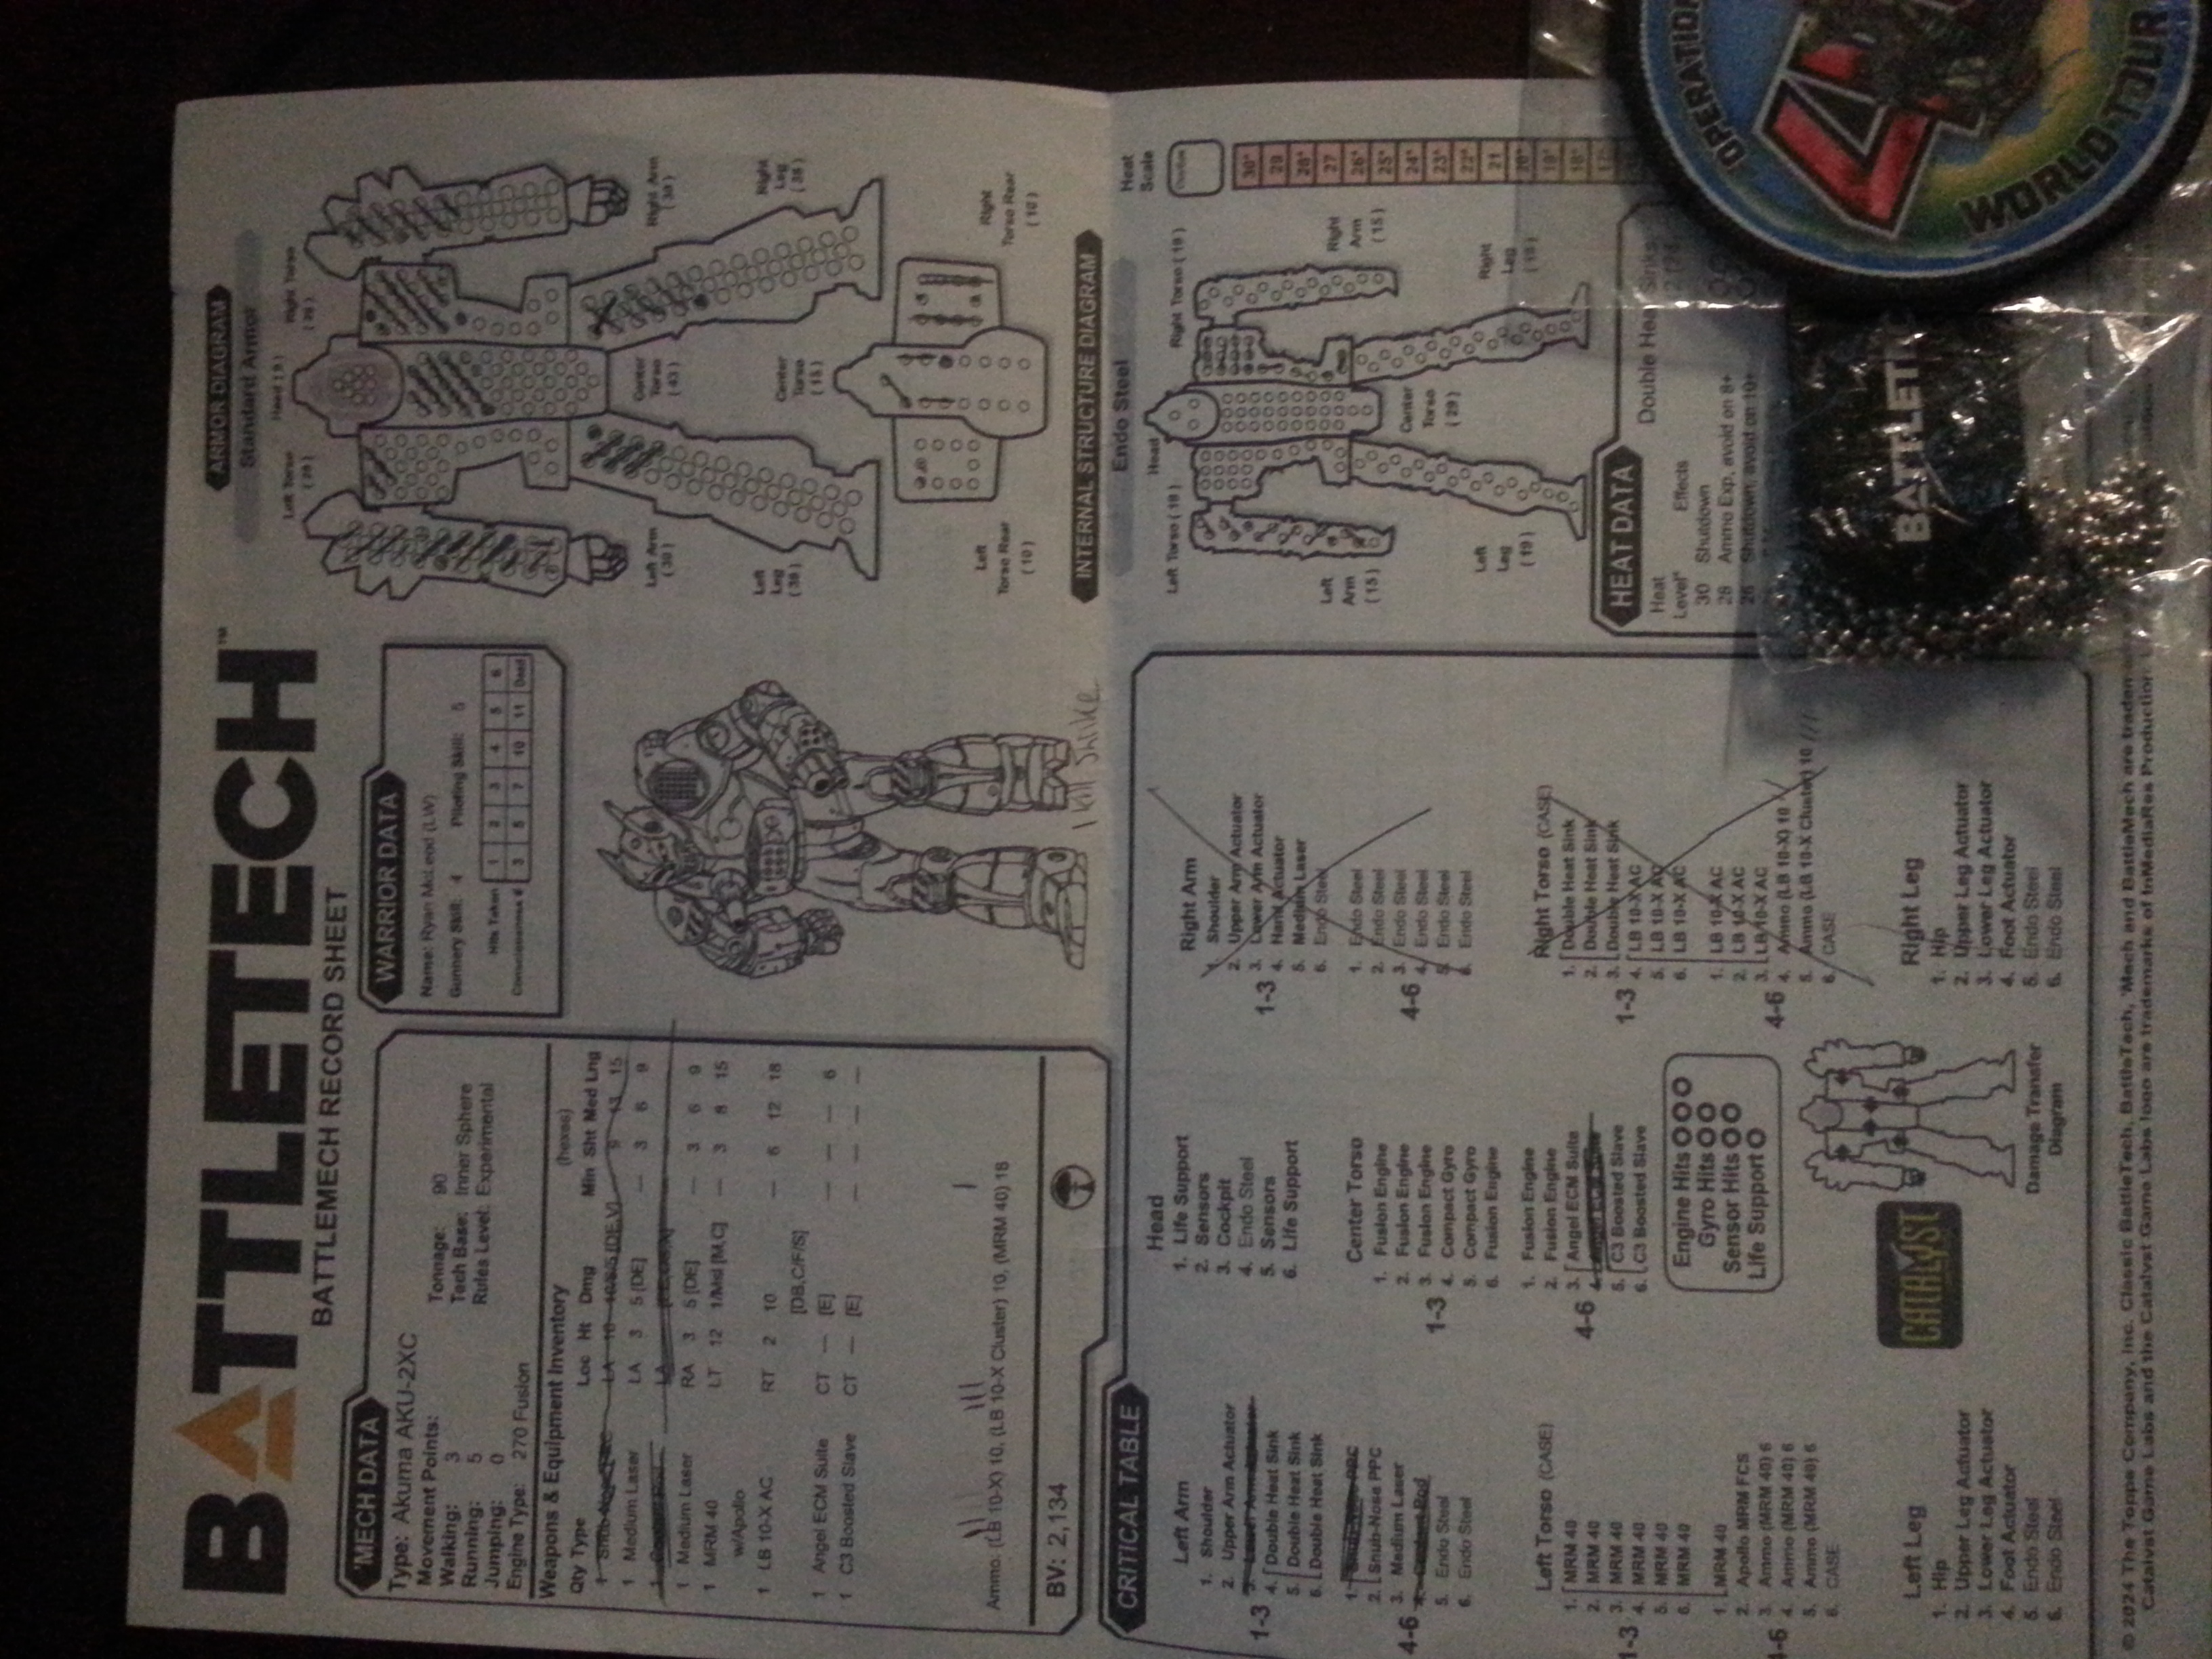 BATTLETECH™
BATTLEMECH RECORD SHEET
'MECH DATA
Type: Akuma AKU-2XC
Movement Points:
Walking: 3
Running: 5
Jumping: 0
Engine Type: 270 Fusion
Tonnage: 90
Tech Base: Inner Sphere
Rules Level: Experimental
Weapons & Equipment Inventory (hexes)
Qty Type Loc Ht Dmg Min Sht Med Lng
1 Snub-Nose PPC LA 10 10/8/5 [DE,V] 9 13 15
1 Medium Laser LA 3 5 [DE] — 3 6 9
1 Coolant Pod LA
1 Medium Laser RA 3 5 [DE] — 3 6 9
1 MRM 40 LT 12 1/Msl [M,C] — 3 8 15
w/Apollo
1 LB 10-X AC RT 2 10 — 6 12 18
[DB,C/F/S]
1 Angel ECM Suite CT — [E] — — — 6
1 C3 Boosted Slave CT — [E] — — — —
Ammo: (LB 10-X) 10, (LB 10-X Cluster) 10, (MRM 40) 18
BV: 2,134
WARRIOR DATA
Name: Ryan McLeod (LW)
Gunnery Skill: 4 Piloting Skill: 5
Hits Taken 1 2 3 4 5 6
Consciousness # 3 5 7 10 11 Dead
1 kill Shrike
ARMOR DIAGRAM
Standard Armor
Head (9)
Left Torso
Right Torso
Left Arm
(30)
Center
Torso
(43)
Right Arm
(30)
Left
Leg
(38)
Center
Torso
(15)
Right
Leg
(38)
Left
Torso Rear
(10)
Right
Torso Rear
(10)
INTERNAL STRUCTURE DIAGRAM
Endo Steel
Head
Left Torso (19)
Right Torso (19)
Left
Arm
(15)
Right
Arm
(15)
Center
Torso
(29)
Left
Leg
(19)
Right
Leg
(19)
Heat
Scale
30*
29
28*
27
26*
25*
24*
23*
22*
21
20*
19*
18*
17*
CRITICAL TABLE
Left Arm
1. Shoulder
2. Upper Arm Actuator
3. Lower Arm Actuator
1-3
4. Double Heat Sink
5. Double Heat Sink
6. Double Heat Sink
1. Snub-Nose PPC
2. Snub-Nose PPC
3. Medium Laser
4-6
4. Coolant Pod
5. Endo Steel
6. Endo Steel
Left Torso (CASE)
1. MRM 40
2. MRM 40
3. MRM 40
1-3
4. MRM 40
5. MRM 40
6. MRM 40
1. MRM 40
2. Apollo MRM FCS
3. Ammo (MRM 40) 6
4-6
4. Ammo (MRM 40) 6
5. Ammo (MRM 40) 6
6. CASE
Left Leg
1. Hip
2. Upper Leg Actuator
3. Lower Leg Actuator
4. Foot Actuator
5. Endo Steel
6. Endo Steel
Head
1. Life Support
2. Sensors
3. Cockpit
4. Endo Steel
5. Sensors
6. Life Support
Center Torso
1. Fusion Engine
2. Fusion Engine
3. Fusion Engine
1-3
4. Compact Gyro
5. Compact Gyro
6. Fusion Engine
1. Fusion Engine
2. Fusion Engine
3. Angel ECM Suite
4-6
4. Angel ECM Suite
5. C3 Boosted Slave
6. C3 Boosted Slave
Engine Hits
Gyro Hits
Sensor Hits
Life Support
CATALYST
Damage Transfer
Diagram
Right Arm
1. Shoulder
2. Upper Arm Actuator
3. Lower Arm Actuator
1-3
4. Hand Actuator
5. Medium Laser
6. Endo Steel
1. Endo Steel
2. Endo Steel
3. Endo Steel
4-6
4. Endo Steel
5. Endo Steel
6. Endo Steel
Right Torso (CASE)
1. Double Heat Sink
2. Double Heat Sink
3. Double Heat Sink
1-3
4. LB 10-X AC
5. LB 10-X AC
6. LB 10-X AC
1. LB 10-X AC
2. LB 10-X AC
3. LB 10-X AC
4-6
4. Ammo (LB 10-X) 10
5. Ammo (LB 10-X Cluster) 10
6. CASE
Right Leg
1. Hip
2. Upper Leg Actuator
3. Lower Leg Actuator
4. Foot Actuator
5. Endo Steel
6. Endo Steel
HEAT DATA
Heat
Level* Effects
Double Heat Sinks
30 Shutdown
28 Ammo Exp, avoid on 8+
26 Shutdown, avoid on 10+
BATTLETEC
OPERATION
WORLD TOUR
© 2024 The Topps Company, Inc. Classic BattleTech, BattleTech, 'Mech and BattleMech are tradem
Catalyst Game Labs and the Catalyst Game Labs logo are trademarks of InMediaRes Production